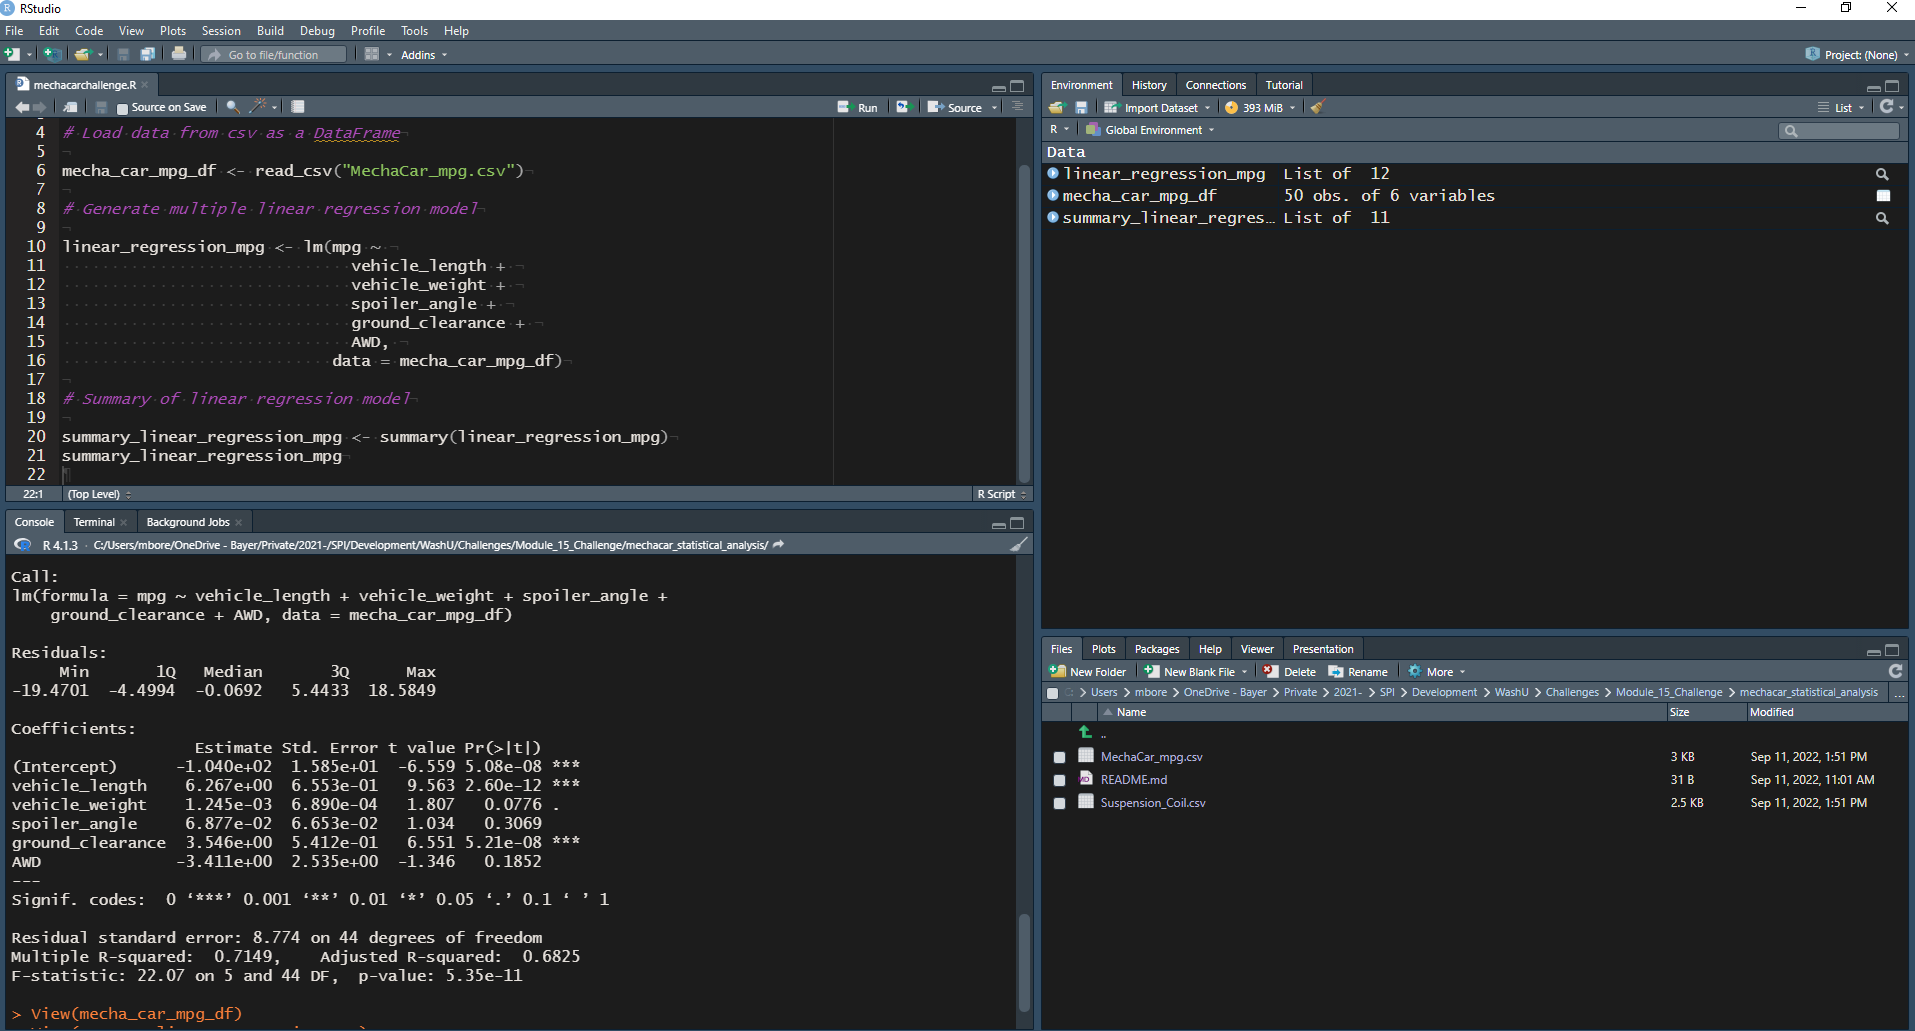 RStudio
File Edit Code View Plots Session Build Debug Profile Tools Help
Go to file/function Addins Project: (None)
mechacarchallenge.R
Source on Save Run Source
4 # Load data from csv as a DataFrame
5
6 mecha_car_mpg_df <- read_csv("MechaCar_mpg.csv")
7
8 # Generate multiple linear regression model
9
10 linear_regression_mpg <- lm(mpg ~
11 vehicle_length +
12 vehicle_weight +
13 spoiler_angle +
14 ground_clearance +
15 AWD,
16 data = mecha_car_mpg_df)
17
18 # Summary of linear regression model
19
20 summary_linear_regression_mpg <- summary(linear_regression_mpg)
21 summary_linear_regression_mpg
22
22:1 (Top Level) R Script
Console Terminal Background Jobs
R 4.1.3 · C:/Users/mbore/OneDrive - Bayer/Private/2021-/SPI/Development/WashU/Challenges/Module_15_Challenge/mechacar_statistical_analysis/
Call:
lm(formula = mpg ~ vehicle_length + vehicle_weight + spoiler_angle +
ground_clearance + AWD, data = mecha_car_mpg_df)
Residuals:
Min 1Q Median 3Q Max
-19.4701 -4.4994 -0.0692 5.4433 18.5849
Coefficients:
Estimate Std. Error t value Pr(>|t|)
(Intercept) -1.040e+02 1.585e+01 -6.559 5.08e-08 ***
vehicle_length 6.267e+00 6.553e-01 9.563 2.60e-12 ***
vehicle_weight 1.245e-03 6.890e-04 1.807 0.0776 .
spoiler_angle 6.877e-02 6.653e-02 1.034 0.3069
ground_clearance 3.546e+00 5.412e-01 6.551 5.21e-08 ***
AWD -3.411e+00 2.535e+00 -1.346 0.1852
---
Signif. codes: 0 ‘***’ 0.001 ‘**’ 0.01 ‘*’ 0.05 ‘.’ 0.1 ‘ ’ 1
Residual standard error: 8.774 on 44 degrees of freedom
Multiple R-squared: 0.7149, Adjusted R-squared: 0.6825
F-statistic: 22.07 on 5 and 44 DF, p-value: 5.35e-11
> View(mecha_car_mpg_df)
Environment History Connections Tutorial
Import Dataset 393 MiB List
R Global Environment
Data
linear_regression_mpg List of 12
mecha_car_mpg_df 50 obs. of 6 variables
summary_linear_regres... List of 11
Files Plots Packages Help Viewer Presentation
New Folder New Blank File Delete Rename More
C: > Users > mbore > OneDrive - Bayer > Private > 2021- > SPI > Development > WashU > Challenges > Module_15_Challenge > mechacar_statistical_analysis ...
Name Size Modified
..
MechaCar_mpg.csv 3 KB Sep 11, 2022, 1:51 PM
README.md 31 B Sep 11, 2022, 11:01 AM
Suspension_Coil.csv 2.5 KB Sep 11, 2022, 1:51 PM